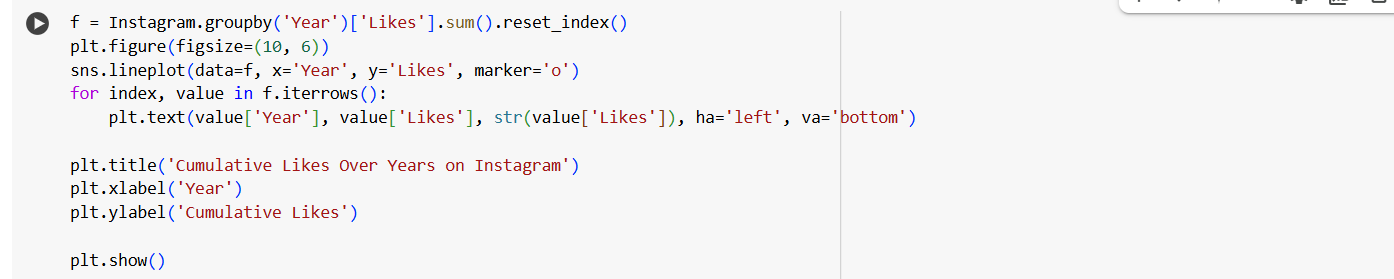 f = Instagram.groupby('Year')['Likes'].sum().reset_index()
plt.figure(figsize=(10, 6))
sns.lineplot(data=f, x='Year', y='Likes', marker='o')
for index, value in f.iterrows():
    plt.text(value['Year'], value['Likes'], str(value['Likes']), ha='left', va='bottom')

plt.title('Cumulative Likes Over Years on Instagram')
plt.xlabel('Year')
plt.ylabel('Cumulative Likes')

plt.show()